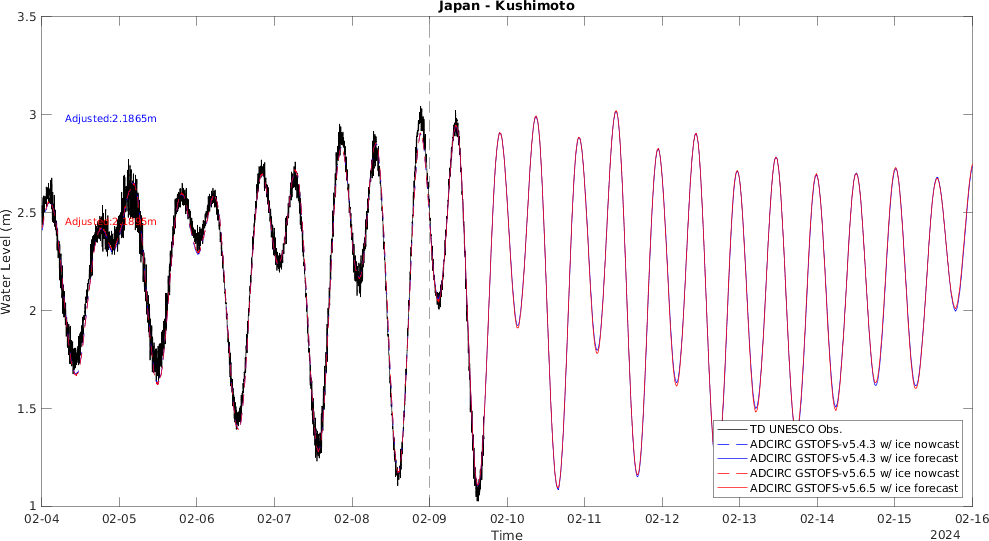 Japan - Kushimoto
3.5
3
2.5
2
1.5
1
Water Level (m)
Adjusted:2.1865m
Adjusted:2.1865m
TD UNESCO Obs.
ADCIRC GSTOFS-v5.4.3 w/ ice nowcast
ADCIRC GSTOFS-v5.4.3 w/ ice forecast
ADCIRC GSTOFS-v5.6.5 w/ ice nowcast
ADCIRC GSTOFS-v5.6.5 w/ ice forecast
02-04 02-05 02-06 02-07 02-08 02-09 02-10 02-11 02-12 02-13 02-14 02-15 02-16
Time
2024